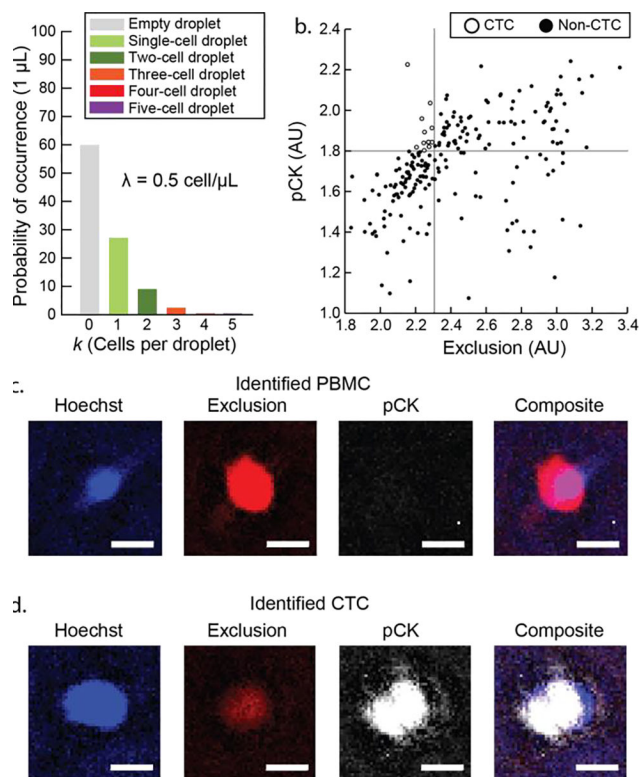 Empty droplet
Single-cell droplet
Two-cell droplet
Three-cell droplet
Four-cell droplet
Five-cell droplet
Probability of occurrence (1 µL)
100
90
80
70
60
50
40
30
20
10
0
λ = 0.5 cell/µL
0 1 2 3 4 5
k (Cells per droplet)
b.
CTC Non-CTC
pCK (AU)
2.4
2.2
2.0
1.8
1.6
1.4
1.2
1.0
1.8 2.0 2.2 2.4 2.6 2.8 3.0 3.2 3.4
Exclusion (AU)
c.
Identified PBMC
Hoechst Exclusion pCK Composite
d.
Identified CTC
Hoechst Exclusion pCK Composite